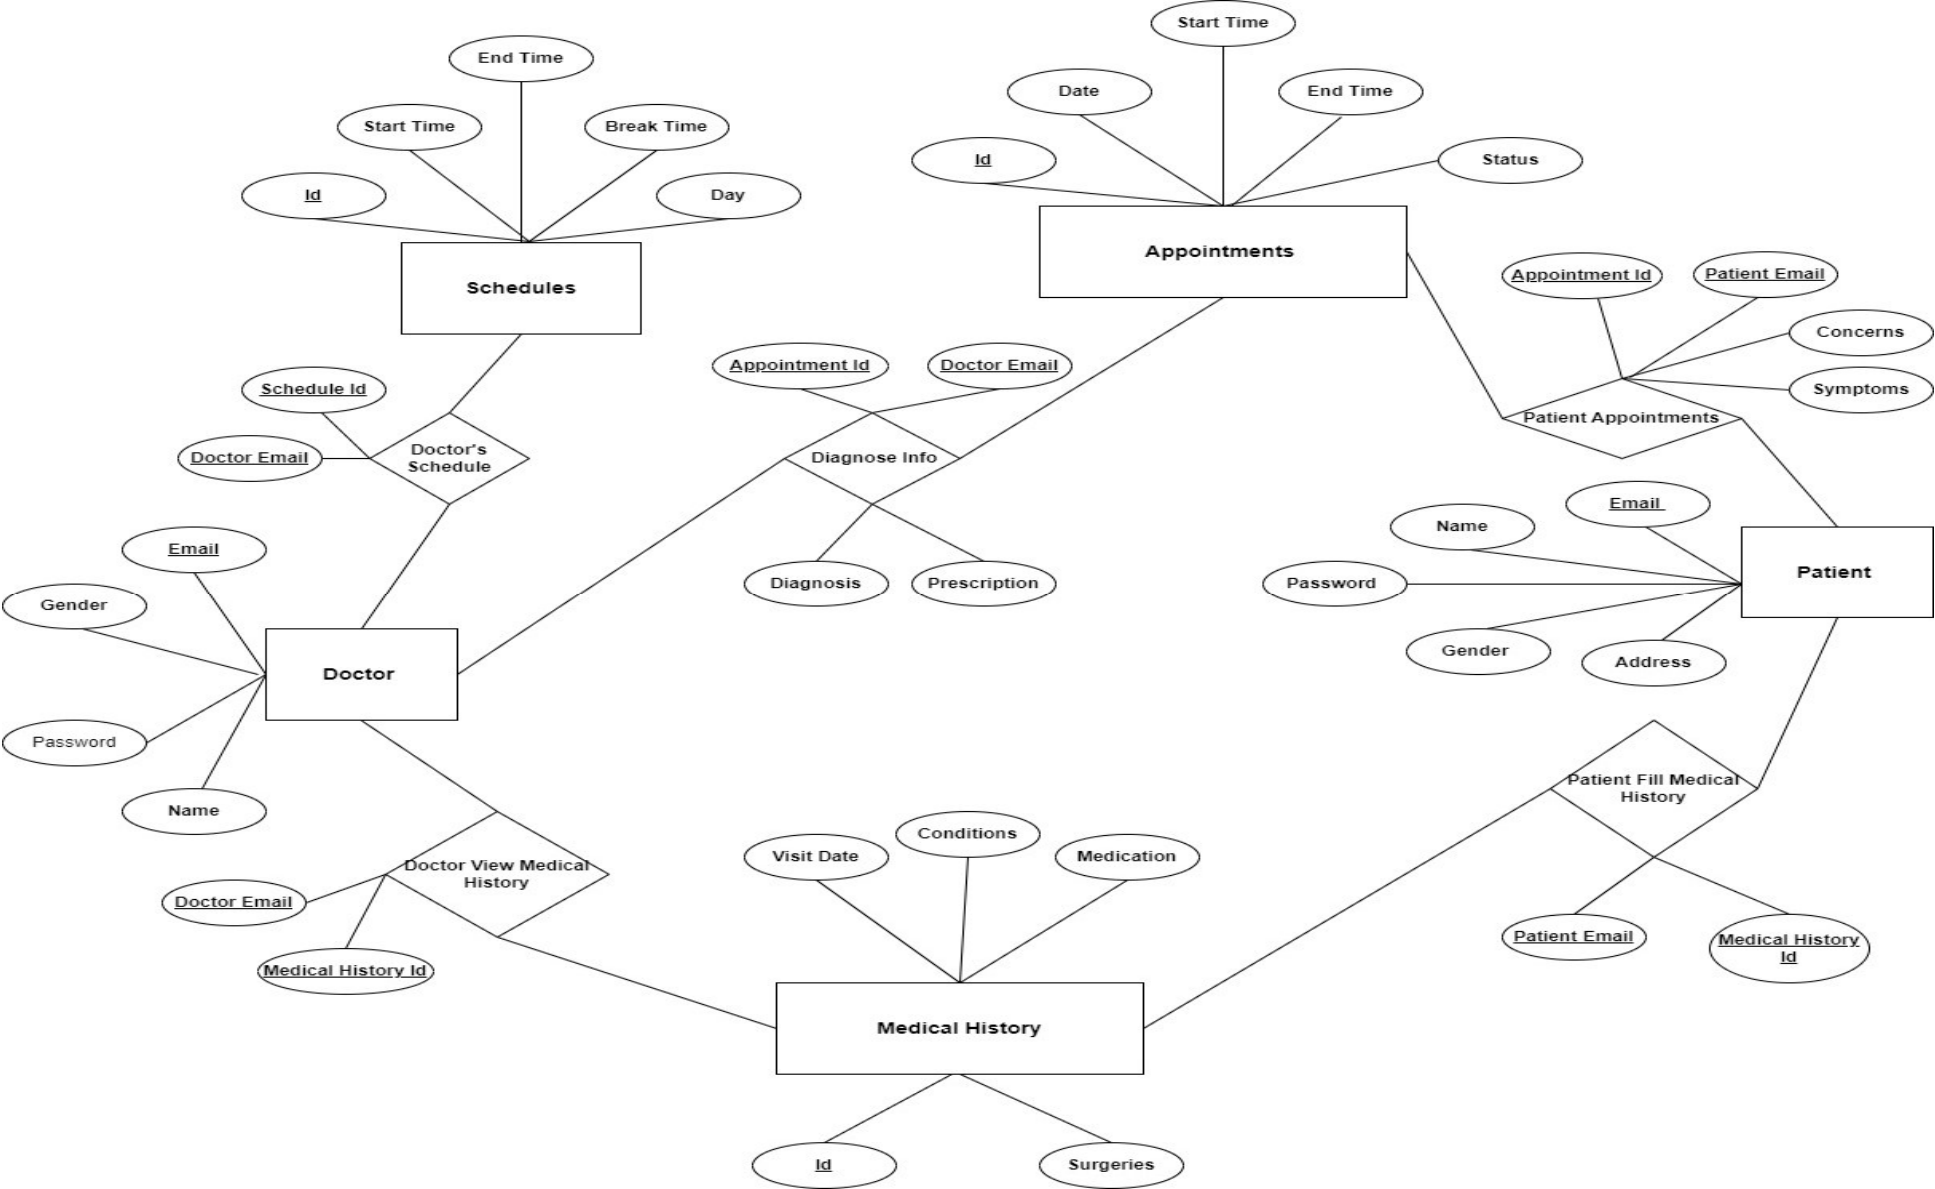 Start Time
End Time
Date
End Time
Start Time
Break Time
Id
Status
Id
Day
Appointments
Schedules
Appointment Id
Patient Email
Concerns
Symptoms
Patient Appointments
Appointment Id
Doctor Email
Diagnose Info
Diagnosis
Prescription
Schedule Id
Doctor Email
Doctor's
Schedule
Email
Gender
Doctor
Password
Name
Email
Name
Password
Patient
Gender
Address
Patient Fill Medical
History
Patient Email
Medical History
Id
Doctor View Medical
History
Doctor Email
Medical History Id
Visit Date
Conditions
Medication
Medical History
Id
Surgeries